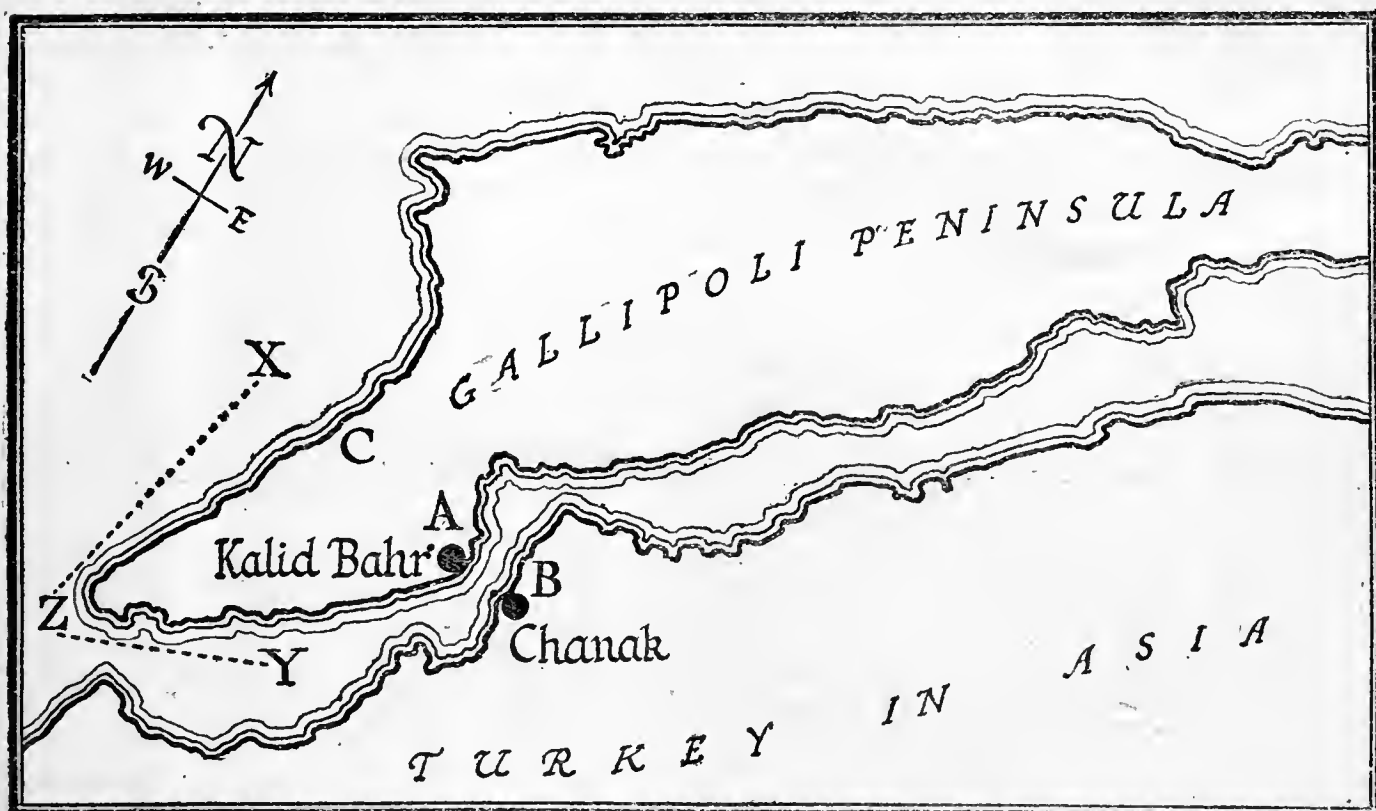 N
W
E
S
X
GALLIPOLI PENINSULA
C
A
Kalid Bahr
B
Z
Chanak
Y
TURKEY IN ASIA